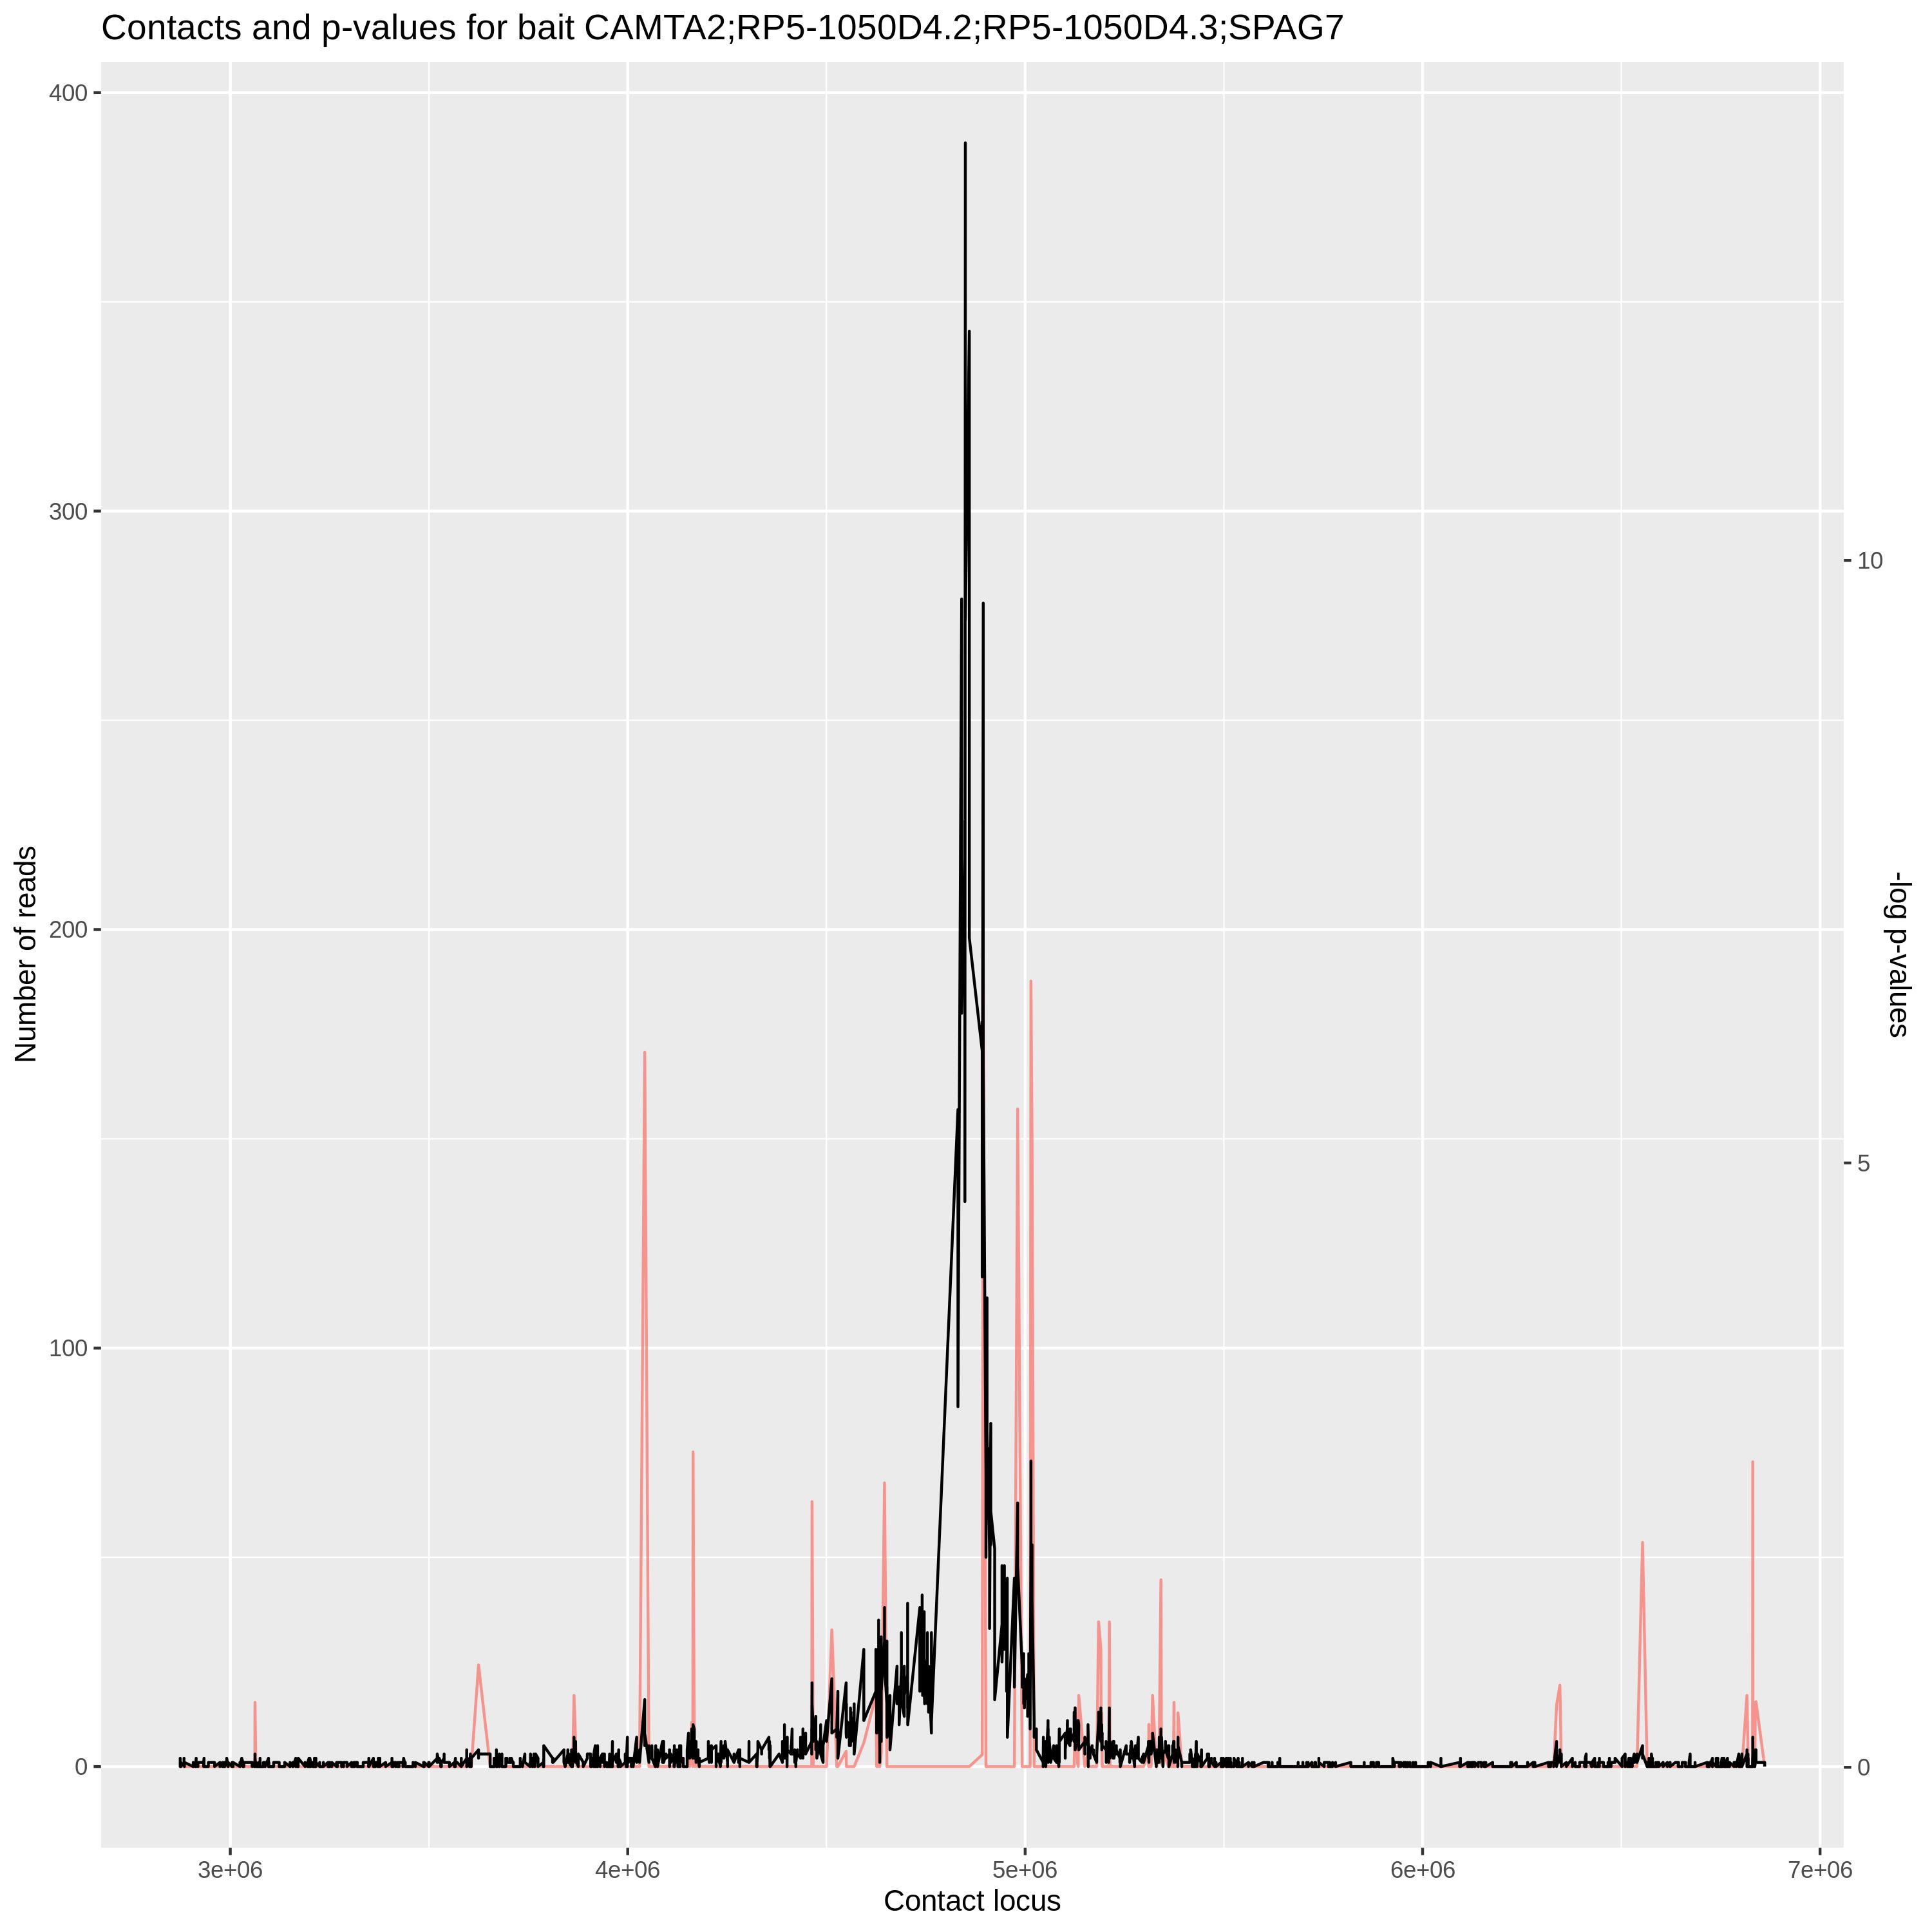 Contacts and p-values for bait CAMTA2;RP5-1050D4.2;RP5-1050D4.3;SPAG7
400
300
200
100
0
Number of reads
10
5
0
-log p-values
3e+06
4e+06
5e+06
6e+06
7e+06
Contact locus